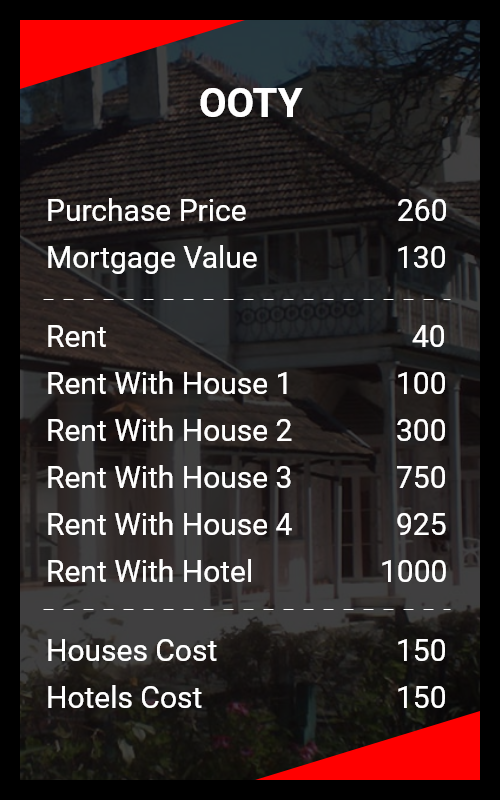 OOTY
Purchase Price 260
Mortgage Value 130
Rent 40
Rent With House 1 100
Rent With House 2 300
Rent With House 3 750
Rent With House 4 925
Rent With Hotel 1000
Houses Cost 150
Hotels Cost 150